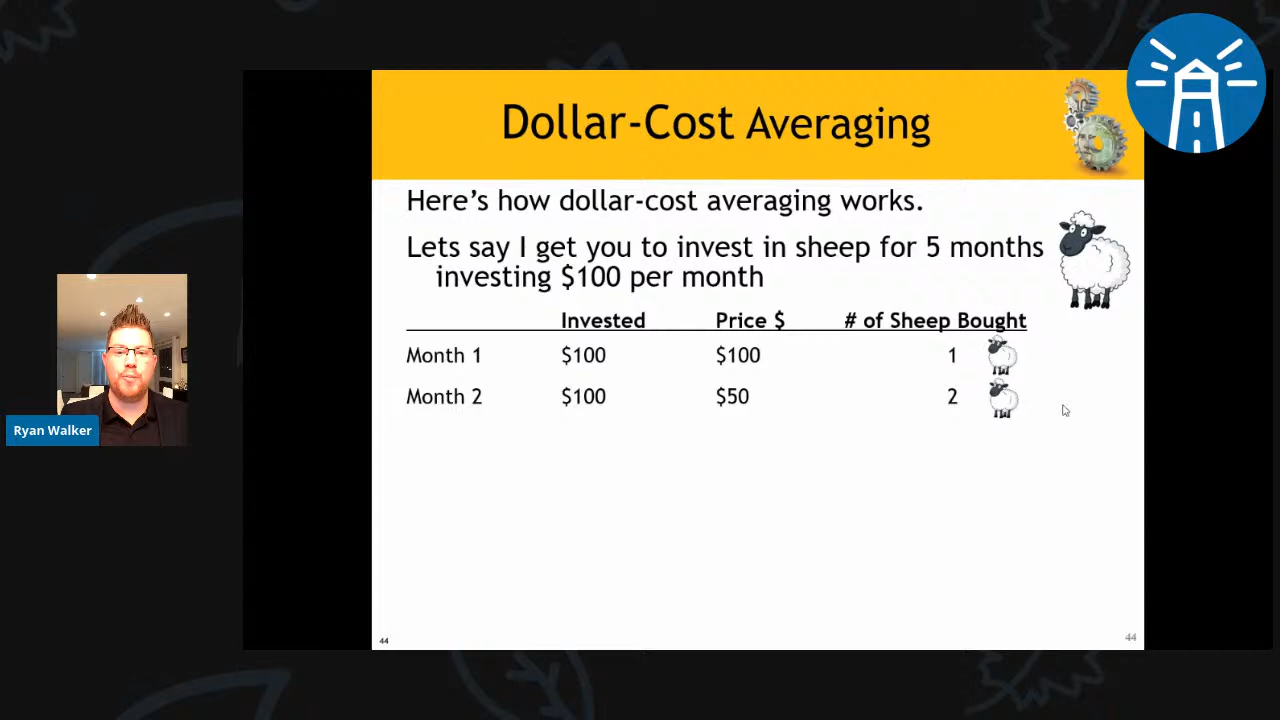 Dollar-Cost Averaging
Here's how dollar-cost averaging works.
Lets say I get you to invest in sheep for 5 months
investing $100 per month
Invested Price $ # of Sheep Bought
Month 1 $100 $100 1
Month 2 $100 $50 2
Ryan Walker
44
44